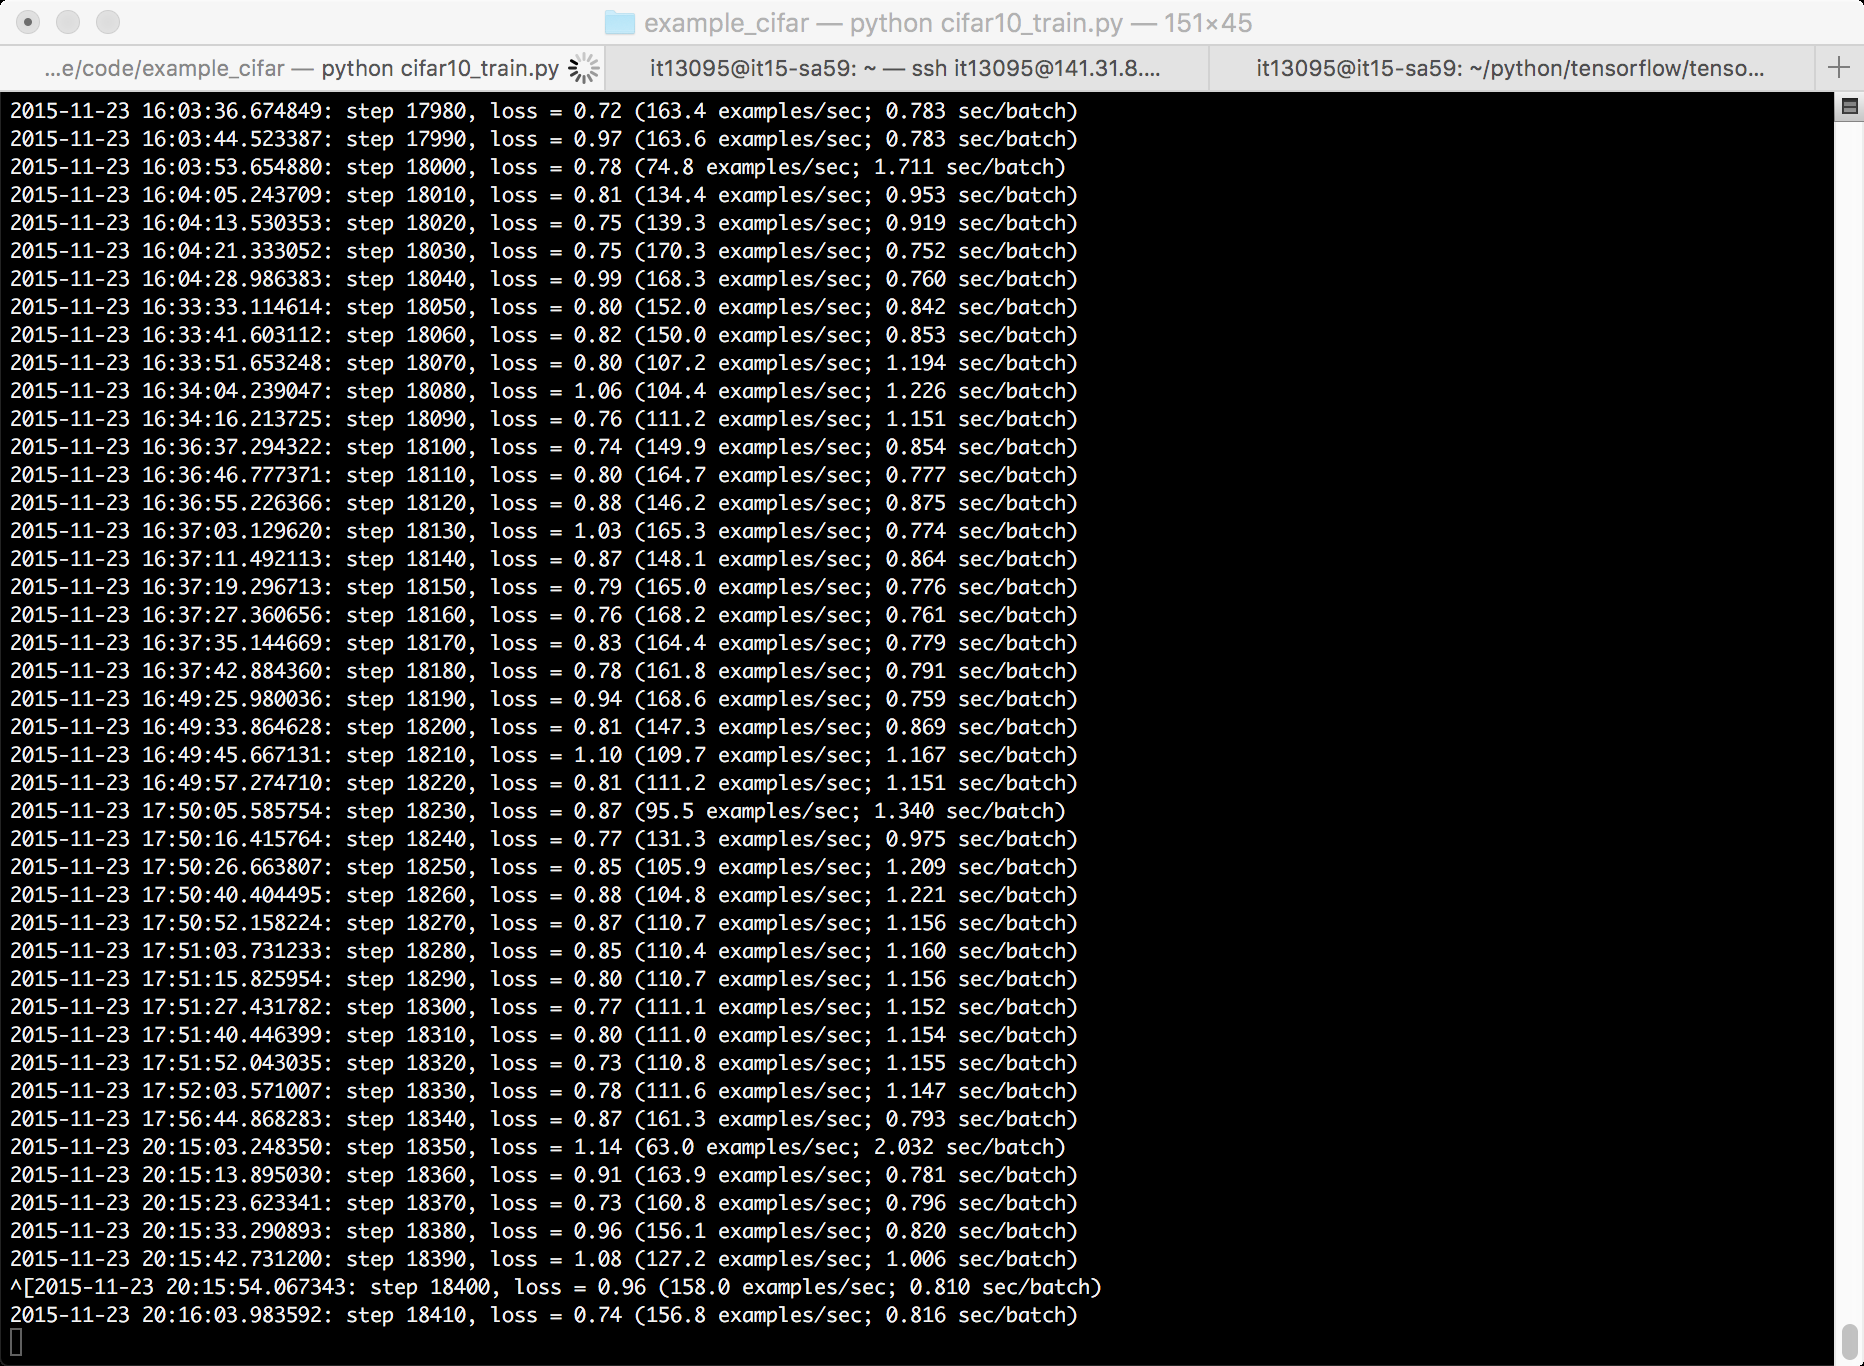 example_cifar — python cifar10_train.py — 151×45
...e/code/example_cifar — python cifar10_train.py
it13095@it15-sa59: ~ — ssh it13095@141.31.8....
it13095@it15-sa59: ~/python/tensorflow/tenso...
2015-11-23 16:03:36.674849: step 17980, loss = 0.72 (163.4 examples/sec; 0.783 sec/batch)
2015-11-23 16:03:44.523387: step 17990, loss = 0.97 (163.6 examples/sec; 0.783 sec/batch)
2015-11-23 16:03:53.654880: step 18000, loss = 0.78 (74.8 examples/sec; 1.711 sec/batch)
2015-11-23 16:04:05.243709: step 18010, loss = 0.81 (134.4 examples/sec; 0.953 sec/batch)
2015-11-23 16:04:13.530353: step 18020, loss = 0.75 (139.3 examples/sec; 0.919 sec/batch)
2015-11-23 16:04:21.333052: step 18030, loss = 0.75 (170.3 examples/sec; 0.752 sec/batch)
2015-11-23 16:04:28.986383: step 18040, loss = 0.99 (168.3 examples/sec; 0.760 sec/batch)
2015-11-23 16:33:33.114614: step 18050, loss = 0.80 (152.0 examples/sec; 0.842 sec/batch)
2015-11-23 16:33:41.603112: step 18060, loss = 0.82 (150.0 examples/sec; 0.853 sec/batch)
2015-11-23 16:33:51.653248: step 18070, loss = 0.80 (107.2 examples/sec; 1.194 sec/batch)
2015-11-23 16:34:04.239047: step 18080, loss = 1.06 (104.4 examples/sec; 1.226 sec/batch)
2015-11-23 16:34:16.213725: step 18090, loss = 0.76 (111.2 examples/sec; 1.151 sec/batch)
2015-11-23 16:36:37.294322: step 18100, loss = 0.74 (149.9 examples/sec; 0.854 sec/batch)
2015-11-23 16:36:46.777371: step 18110, loss = 0.80 (164.7 examples/sec; 0.777 sec/batch)
2015-11-23 16:36:55.226366: step 18120, loss = 0.88 (146.2 examples/sec; 0.875 sec/batch)
2015-11-23 16:37:03.129620: step 18130, loss = 1.03 (165.3 examples/sec; 0.774 sec/batch)
2015-11-23 16:37:11.492113: step 18140, loss = 0.87 (148.1 examples/sec; 0.864 sec/batch)
2015-11-23 16:37:19.296713: step 18150, loss = 0.79 (165.0 examples/sec; 0.776 sec/batch)
2015-11-23 16:37:27.360656: step 18160, loss = 0.76 (168.2 examples/sec; 0.761 sec/batch)
2015-11-23 16:37:35.144669: step 18170, loss = 0.83 (164.4 examples/sec; 0.779 sec/batch)
2015-11-23 16:37:42.884360: step 18180, loss = 0.78 (161.8 examples/sec; 0.791 sec/batch)
2015-11-23 16:49:25.980036: step 18190, loss = 0.94 (168.6 examples/sec; 0.759 sec/batch)
2015-11-23 16:49:33.864628: step 18200, loss = 0.81 (147.3 examples/sec; 0.869 sec/batch)
2015-11-23 16:49:45.667131: step 18210, loss = 1.10 (109.7 examples/sec; 1.167 sec/batch)
2015-11-23 16:49:57.274710: step 18220, loss = 0.81 (111.2 examples/sec; 1.151 sec/batch)
2015-11-23 17:50:05.585754: step 18230, loss = 0.87 (95.5 examples/sec; 1.340 sec/batch)
2015-11-23 17:50:16.415764: step 18240, loss = 0.77 (131.3 examples/sec; 0.975 sec/batch)
2015-11-23 17:50:26.663807: step 18250, loss = 0.85 (105.9 examples/sec; 1.209 sec/batch)
2015-11-23 17:50:40.404495: step 18260, loss = 0.88 (104.8 examples/sec; 1.221 sec/batch)
2015-11-23 17:50:52.158224: step 18270, loss = 0.87 (110.7 examples/sec; 1.156 sec/batch)
2015-11-23 17:51:03.731233: step 18280, loss = 0.85 (110.4 examples/sec; 1.160 sec/batch)
2015-11-23 17:51:15.825954: step 18290, loss = 0.80 (110.7 examples/sec; 1.156 sec/batch)
2015-11-23 17:51:27.431782: step 18300, loss = 0.77 (111.1 examples/sec; 1.152 sec/batch)
2015-11-23 17:51:40.446399: step 18310, loss = 0.80 (111.0 examples/sec; 1.154 sec/batch)
2015-11-23 17:51:52.043035: step 18320, loss = 0.73 (110.8 examples/sec; 1.155 sec/batch)
2015-11-23 17:52:03.571007: step 18330, loss = 0.78 (111.6 examples/sec; 1.147 sec/batch)
2015-11-23 17:56:44.868283: step 18340, loss = 0.87 (161.3 examples/sec; 0.793 sec/batch)
2015-11-23 20:15:03.248350: step 18350, loss = 1.14 (63.0 examples/sec; 2.032 sec/batch)
2015-11-23 20:15:13.895030: step 18360, loss = 0.91 (163.9 examples/sec; 0.781 sec/batch)
2015-11-23 20:15:23.623341: step 18370, loss = 0.73 (160.8 examples/sec; 0.796 sec/batch)
2015-11-23 20:15:33.290893: step 18380, loss = 0.96 (156.1 examples/sec; 0.820 sec/batch)
2015-11-23 20:15:42.731200: step 18390, loss = 1.08 (127.2 examples/sec; 1.006 sec/batch)
^[2015-11-23 20:15:54.067343: step 18400, loss = 0.96 (158.0 examples/sec; 0.810 sec/batch)
2015-11-23 20:16:03.983592: step 18410, loss = 0.74 (156.8 examples/sec; 0.816 sec/batch)